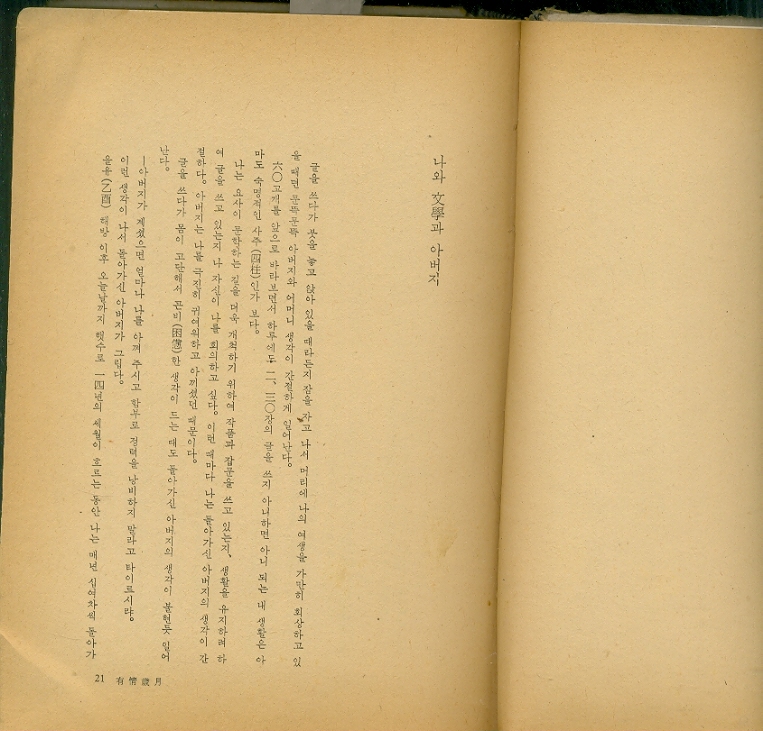 나와 文學과 아버지
글을 쓰다가 붓을 놓고 앉아 있을 때라든지 잠을 자고 나서 머리에 나의 여생을 가만히 회상하고 있
을 때면 문득문득 아버지와 어머니 생각이 간절하게 일어난다.
六〇고개를 앞으로 바라보면서 하루에도 二、三〇장의 글을 쓰지 아니하면 아니 되는 내 생활은 아
마도 숙명적인 사주(四柱)인가 보다.
나는 요사이 문학하는 길을 더욱 개척하기 위하여 작품과 잡문을 쓰고 있는지、생활을 유지하려 하
여 글을 쓰고 있는지 나 자신이 나를 회의하고 싶다。이런 때마다 나는 돌아가신 아버지의 생각이 간
절하다。아버지는 나를 극진히 귀여워하고 아끼셨던 때문이다。
글을 쓰다가 몸이 고단해서 곤비(困憊)한 생각이 드는 때도 돌아가신 아버지의 생각이 불현듯 일어
난다。
―아버지가 계셨으면 얼마나 나를 아껴 주시고 함부로 정력을 낭비하지 말라고 타이르시랴。
이런 생각이 나서 돌아가신 아버지가 그립다。
을유(乙酉) 해방 이후 오늘날까지 햇수로 一四년의 세월이 흐르는 동안 나는 매년 십여차씩 돌아가
21 有情歲月